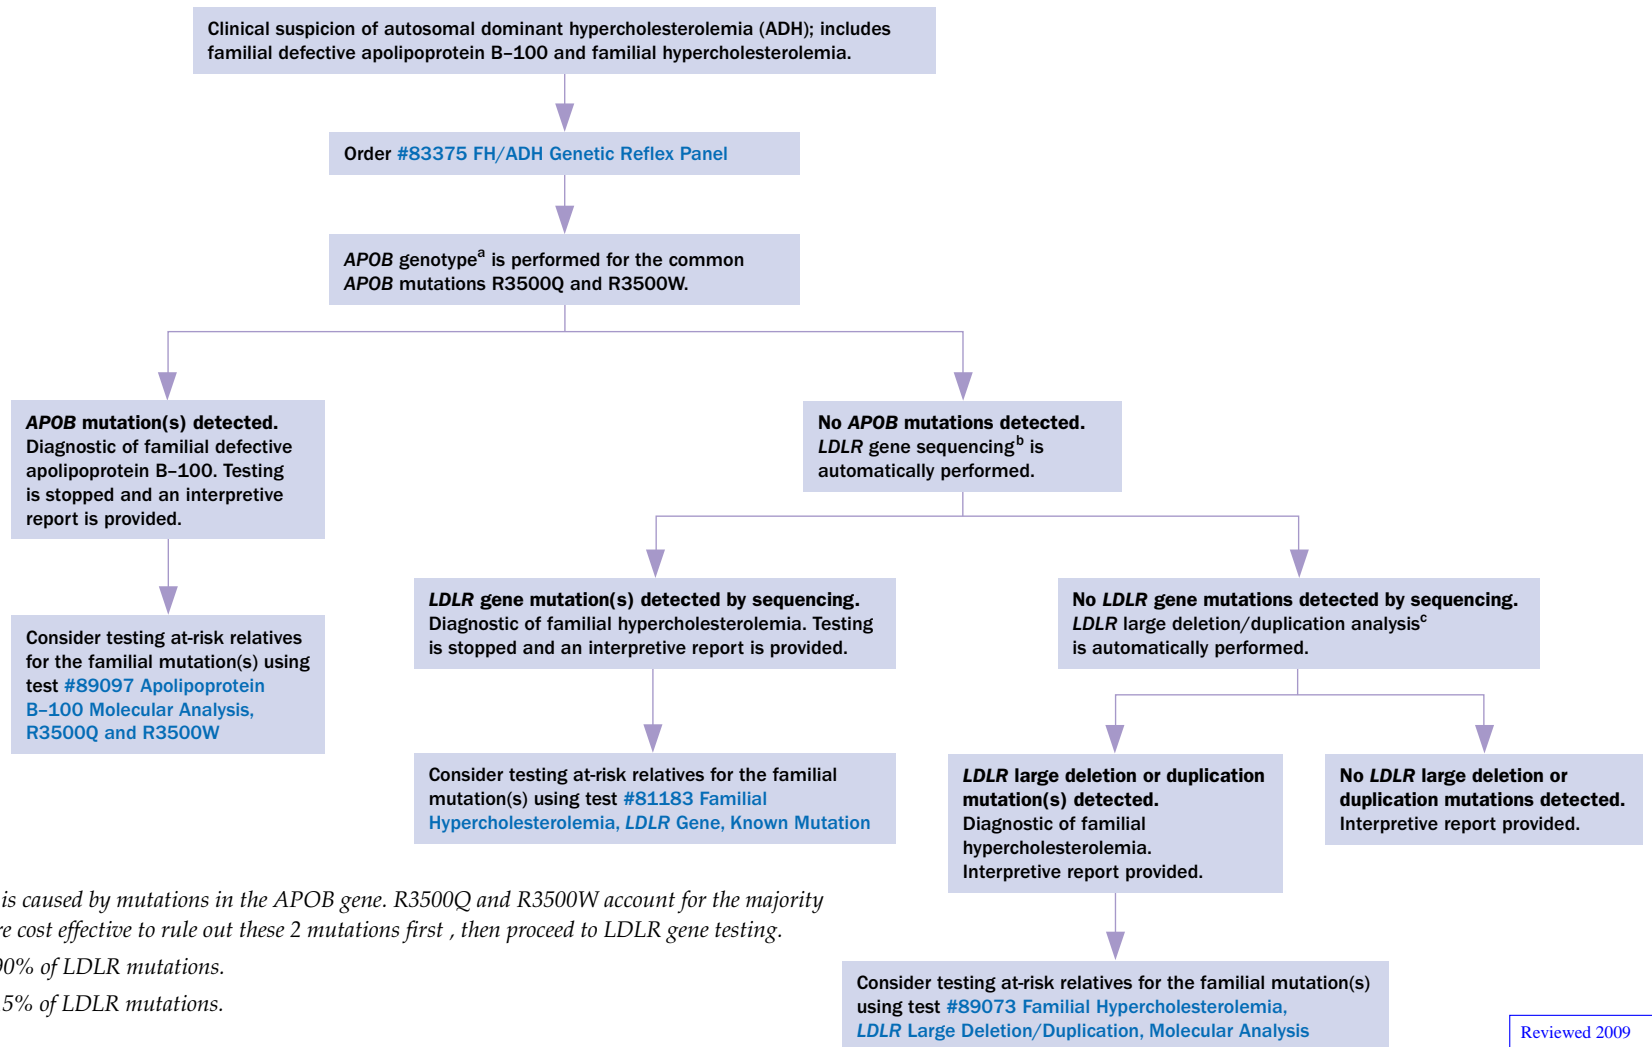 Clinical suspicion of autosomal dominant hypercholesterolemia (ADH); includes
familial defective apolipoprotein B–100 and familial hypercholesterolemia.
Order #83375 FH/ADH Genetic Reflex Panel
APOB genotypeᵃ is performed for the common
APOB mutations R3500Q and R3500W.
APOB mutation(s) detected.
Diagnostic of familial defective
apolipoprotein B–100. Testing
is stopped and an interpretive
report is provided.
No APOB mutations detected.
LDLR gene sequencingᵇ is
automatically performed.
Consider testing at-risk relatives
for the familial mutation(s) using
test #89097 Apolipoprotein
B–100 Molecular Analysis,
R3500Q and R3500W
LDLR gene mutation(s) detected by sequencing.
Diagnostic of familial hypercholesterolemia. Testing
is stopped and an interpretive report is provided.
No LDLR gene mutations detected by sequencing.
LDLR large deletion/duplication analysisᶜ
is automatically performed.
Consider testing at-risk relatives for the familial
mutation(s) using test #81183 Familial
Hypercholesterolemia, LDLR Gene, Known Mutation
LDLR large deletion or duplication
mutation(s) detected.
Diagnostic of familial
hypercholesterolemia.
Interpretive report provided.
No LDLR large deletion or
duplication mutations detected.
Interpretive report provided.
Consider testing at-risk relatives for the familial mutation(s)
using test #89073 Familial Hypercholesterolemia,
LDLR Large Deletion/Duplication, Molecular Analysis
is caused by mutations in the APOB gene. R3500Q and R3500W account for the majority
re cost effective to rule out these 2 mutations first , then proceed to LDLR gene testing.
90% of LDLR mutations.
15% of LDLR mutations.
Reviewed 2009